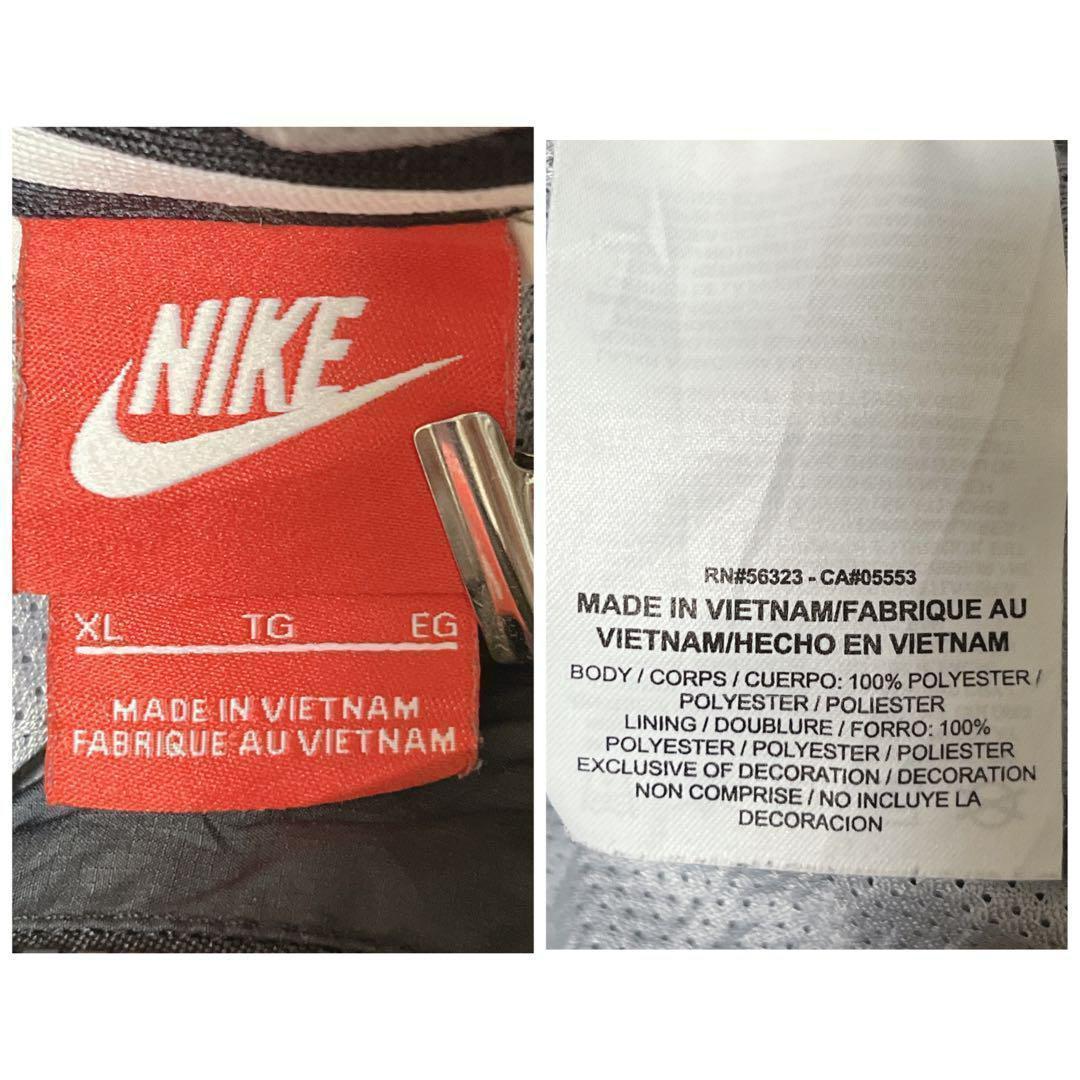 NIKE
XL TG EG
MADE IN VIETNAM
FABRIQUE AU VIETNAM
RN#56323 - CA#05553
MADE IN VIETNAM/FABRIQUE AU
VIETNAM/HECHO EN VIETNAM
BODY / CORPS / CUERPO: 100% POLYESTER /
POLYESTER / POLIESTER
LINING / DOUBLURE / FORRO: 100%
POLYESTER / POLYESTER / POLIESTER
EXCLUSIVE OF DECORATION / DECORATION
NON COMPRISE / NO INCLUYE LA
DECORACION